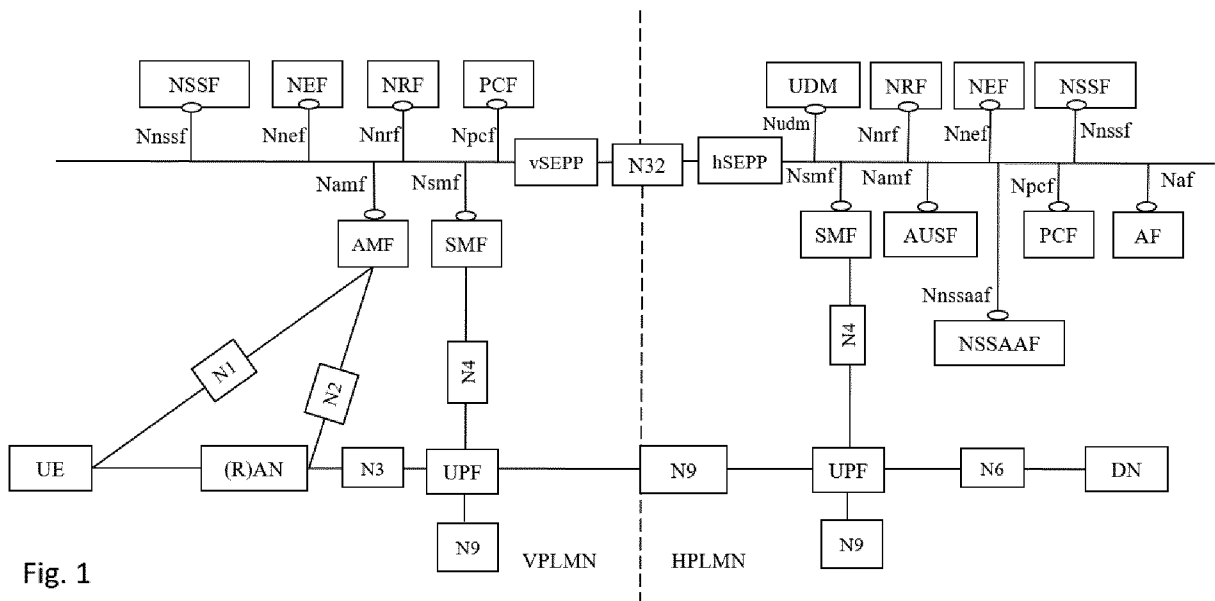 NSSF
NEF
NRF
PCF
UDM
NRF
NEF
NSSF
Nnssf
Nnef
Nnrf
Npcf
Nudm
Nnrf
Nnef
Nnssf
vSEPP
N32
hSEPP
Namf
Nsmf
Nsmf
Namf
Npcf
Naf
AMF
SMF
SMF
AUSF
PCF
AF
Nnssaaf
NSSAAF
N1
N2
N4
N4
UE
(R)AN
N3
UPF
N9
UPF
N6
DN
N9
N9
VPLMN
HPLMN
Fig. 1